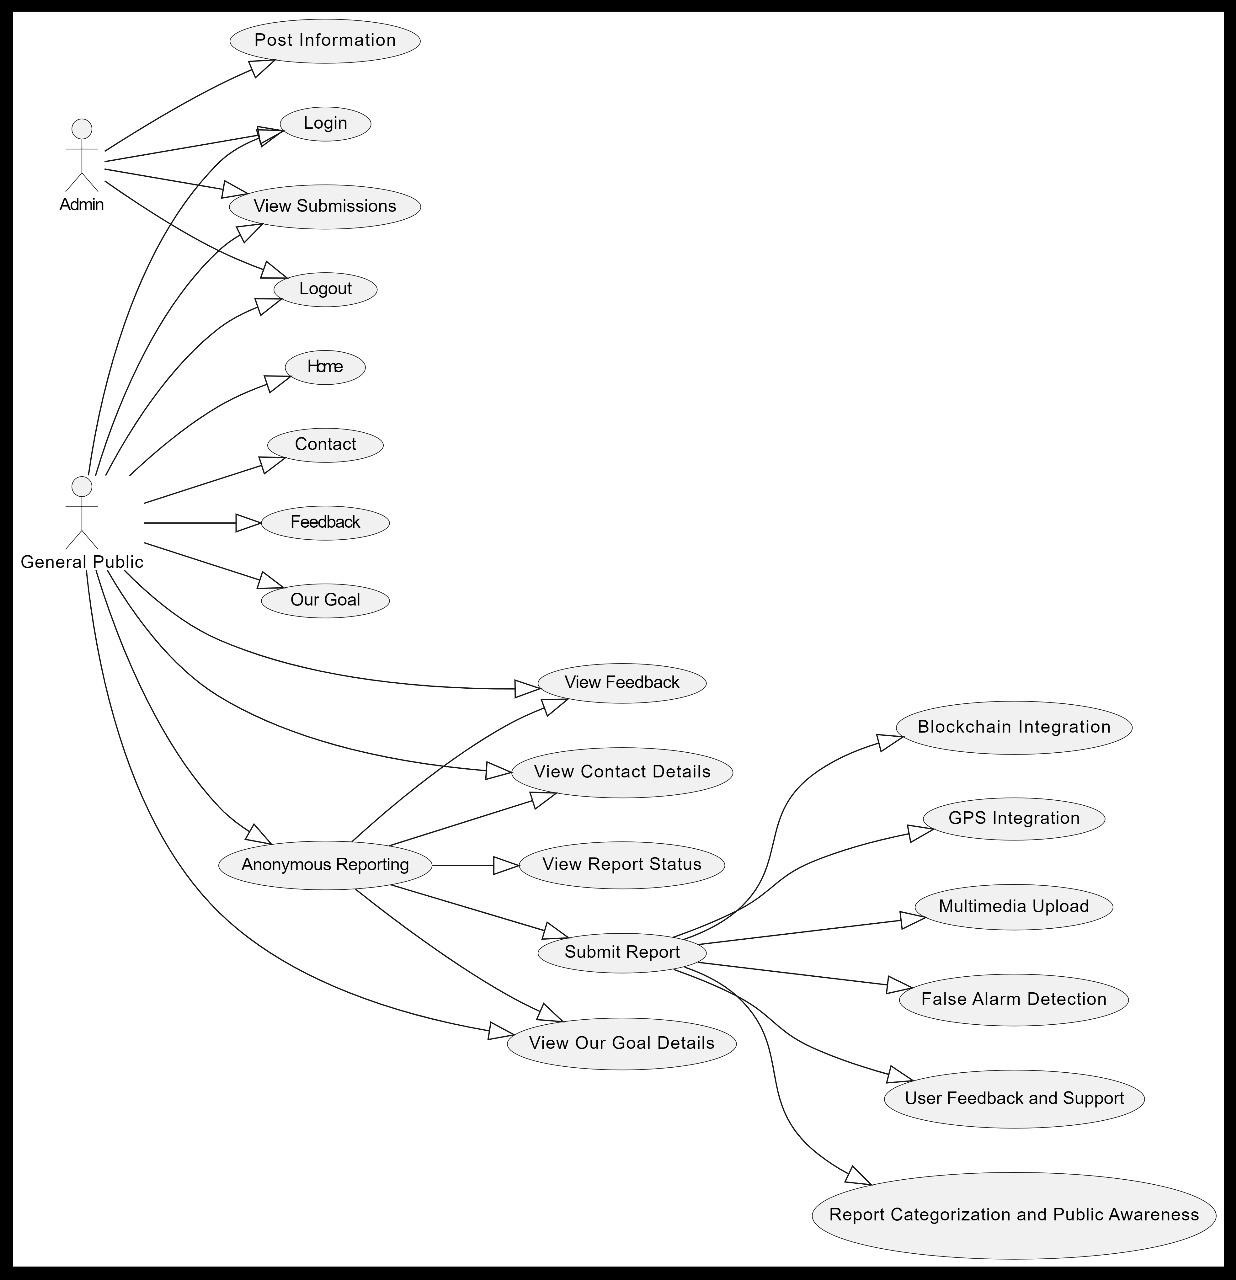 Post Information
Login
Admin
View Submissions
Logout
Home
Contact
Feedback
General Public
Our Goal
View Feedback
Blockchain Integration
View Contact Details
GPS Integration
Anonymous Reporting
View Report Status
Multimedia Upload
Submit Report
False Alarm Detection
View Our Goal Details
User Feedback and Support
Report Categorization and Public Awareness